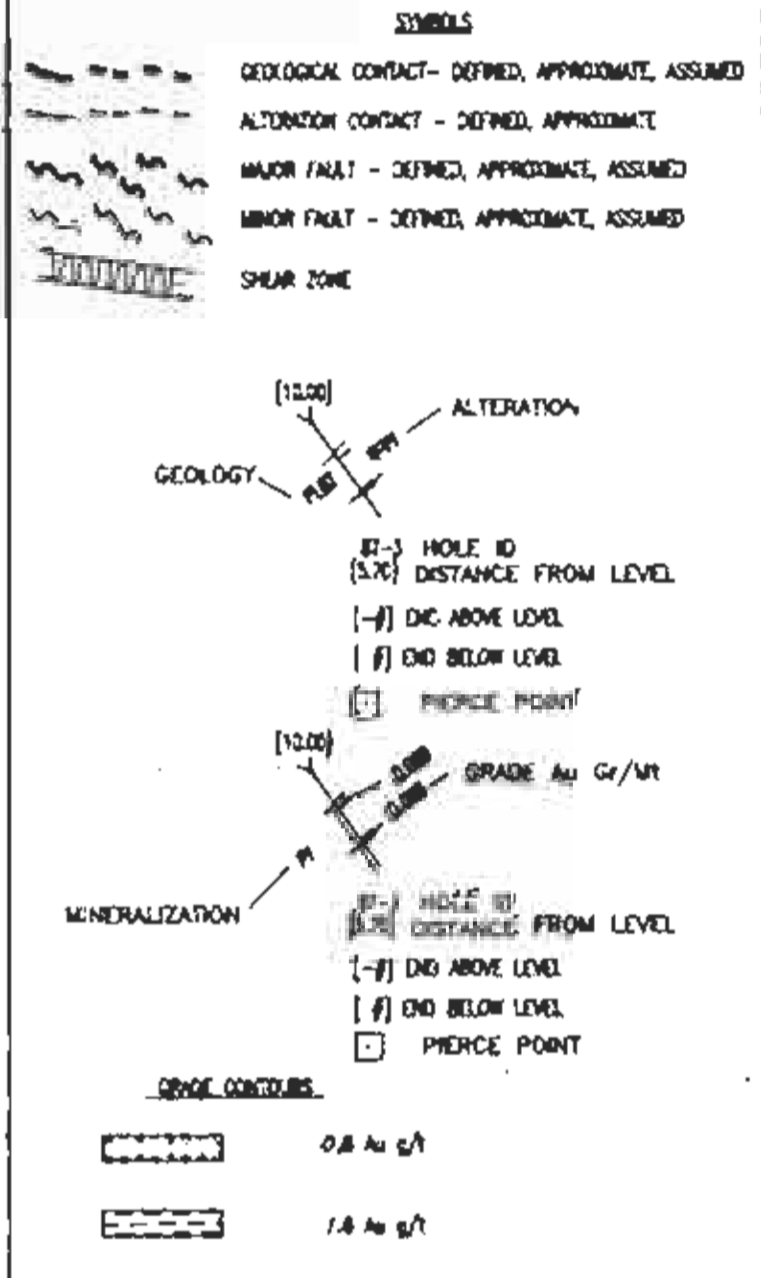 SYMBOLS
GEOLOGICAL CONTACT- DEFINED, APPROXIMATE, ASSUMED
ALTERATION CONTACT - DEFINED, APPROXIMATE
MAJOR FAULT - DEFINED, APPROXIMATE, ASSUMED
MINOR FAULT - DEFINED, APPROXIMATE, ASSUMED
SHEAR ZONE
[10.00]
ALTERATION
GEOLOGY
HOLE ID
DISTANCE FROM LEVEL
[-#] END ABOVE LEVEL
[ #] END BELOW LEVEL
PIERCE POINT
[10.00]
GRADE Au Gr/Mt
MINERALIZATION
HOLE ID
DISTANCE FROM LEVEL
[-#] END ABOVE LEVEL
[ #] END BELOW LEVEL
PIERCE POINT
GRADE CONTOURS
Au g/t
Au g/t